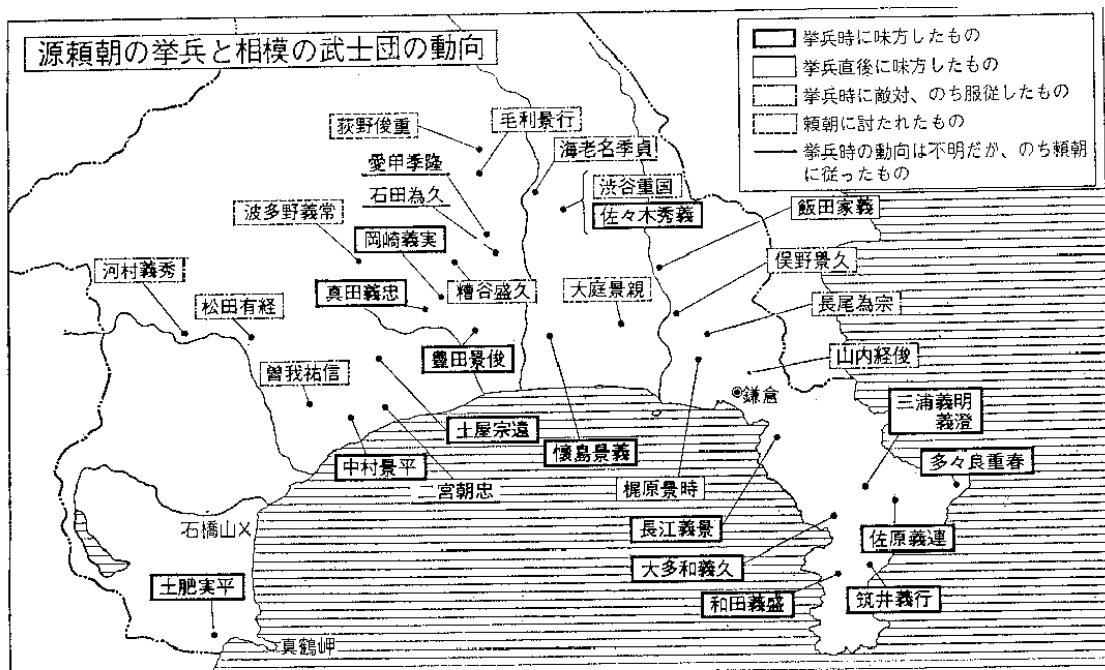 源頼朝の挙兵と相模の武士団の動向
挙兵時に味方したもの
挙兵直後に味方したもの
挙兵時に敵対、のち服従したもの
頼朝に討たれたもの
挙兵時の動向は不明だが、のち頼朝
に従ったもの
荻野俊重
毛利景行
愛甲季隆
海老名季貞
石田為久
渋谷重国
佐々木秀義
飯田家義
波多野義常
岡崎義実
俣野景久
河村義秀
松田有経
真田義忠
糟谷盛久
大庭景親
長尾為宗
豊田景俊
山内経俊
曽我祐信
鎌倉
三浦義明
義澄
土屋宗遠
懐島景義
多々良重春
中村景平
二宮朝忠
梶原景時
長江義景
佐原義連
石橋山×
大多和義久
土肥実平
和田義盛
筑井義行
真鶴岬